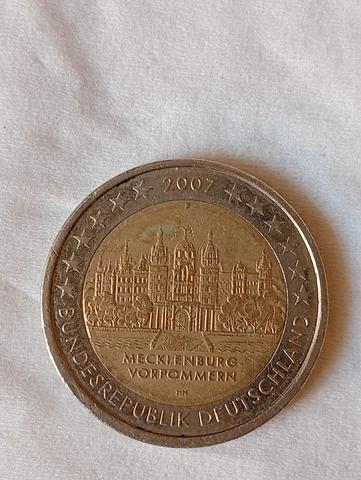 2007
F
MECKLENBURG-
VORPOMMERN
HH
BUNDESREPUBLIK DEUTSCHLAND